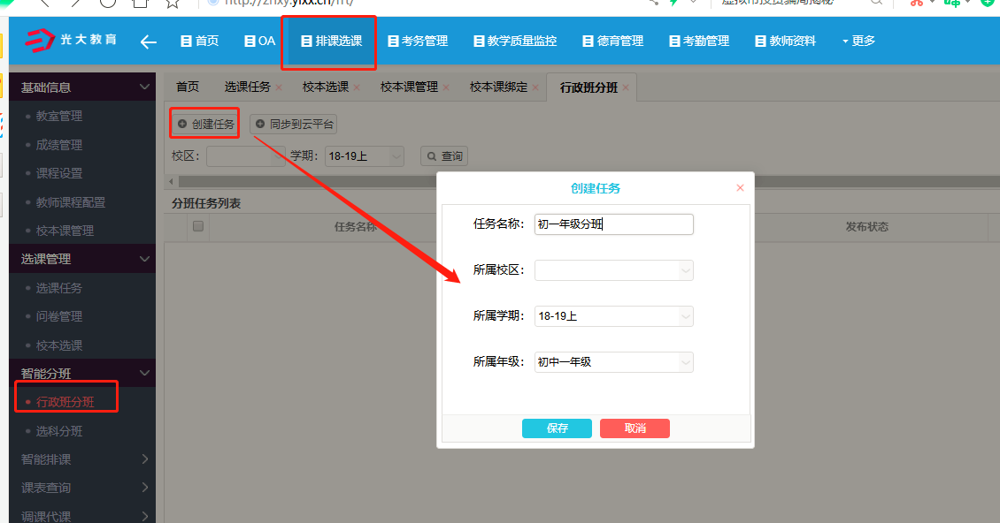 光大教育
首页
OA
排课选课
考务管理
教学质量监控
德育管理
考勤管理
教师资料
更多
基础信息
教室管理
成绩管理
课程设置
教师课程配置
校本课管理
选课管理
选课任务
问卷管理
校本选课
智能分班
行政班分班
选科分班
智能排课
课表查询
调课代课
首页
选课任务
校本选课
校本课管理
校本课绑定
行政班分班
创建任务
同步到云平台
校区：
学期：
18-19上
查询
分班任务列表
任务名称
发布状态
创建任务
任务名称：
初一年级分班
所属校区：
所属学期：
18-19上
所属年级：
初中一年级
保存
取消